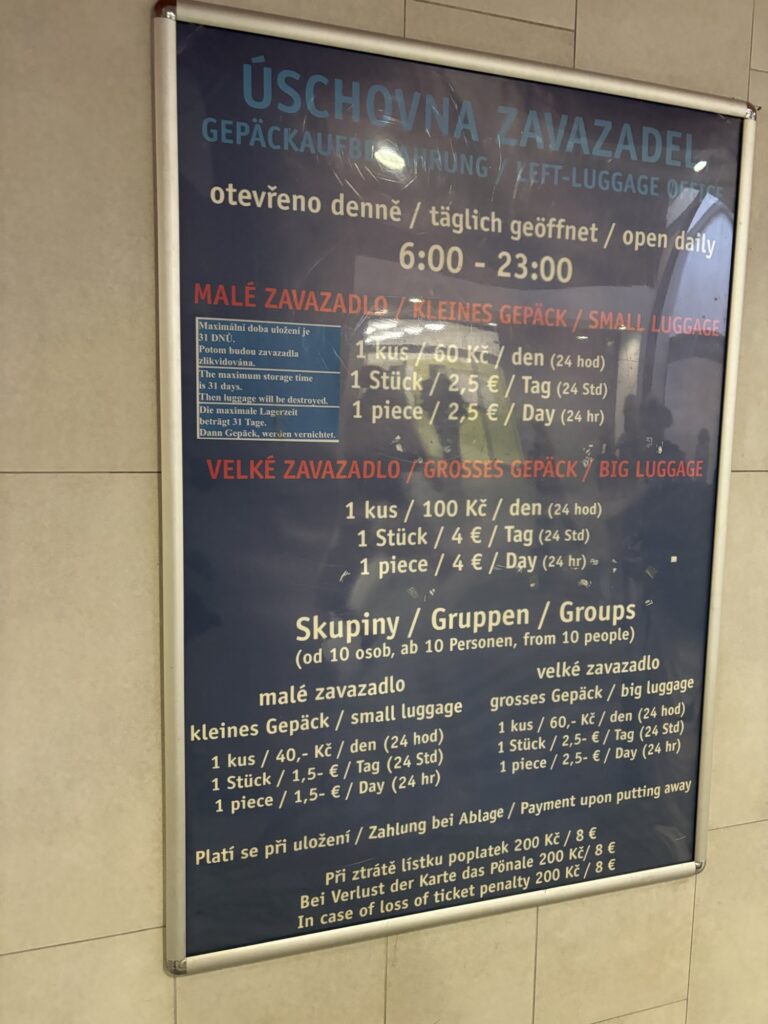 ÚSCHOVNA ZAVAZADEL
GEPÄCKAUFBEWAHRUNG / LEFT-LUGGAGE OFFICE
otevřeno denně / täglich geöffnet / open daily
6:00 - 23:00
MALÉ ZAVAZADLO / KLEINES GEPÄCK / SMALL LUGGAGE
Maximální doba uložení je
31 DNŮ.
Potom budou zavazadla
zlikvidována.
The maximum storage time
is 31 days.
Then luggage will be destroyed.
Die maximale Lagerzeit
beträgt 31 Tage.
Dann Gepäck, werden vernichtet.
1 kus / 60 Kč / den (24 hod)
1 Stück / 2,5 € / Tag (24 Std)
1 piece / 2,5 € / Day (24 hr)
VELKÉ ZAVAZADLO / GROSSES GEPÄCK / BIG LUGGAGE
1 kus / 100 Kč / den (24 hod)
1 Stück / 4 € / Tag (24 Std)
1 piece / 4 € / Day (24 hr)
Skupiny / Gruppen / Groups
(od 10 osob, ab 10 Personen, from 10 people)
malé zavazadlo
kleines Gepäck / small luggage
1 kus / 40,- Kč / den (24 hod)
1 Stück / 1,5- € / Tag (24 Std)
1 piece / 1,5- € / Day (24 hr)
velké zavazadlo
grosses Gepäck / big luggage
1 kus / 60,- Kč / den (24 hod)
1 Stück / 2,5- € / Tag (24 Std)
1 piece / 2,5- € / Day (24 hr)
Platí se při uložení / Zahlung bei Ablage / Payment upon putting away
Při ztrátě lístku poplatek 200 Kč / 8 €
Bei Verlust der Karte das Pönale 200 Kč/ 8 €
In case of loss of ticket penalty 200 Kč / 8 €